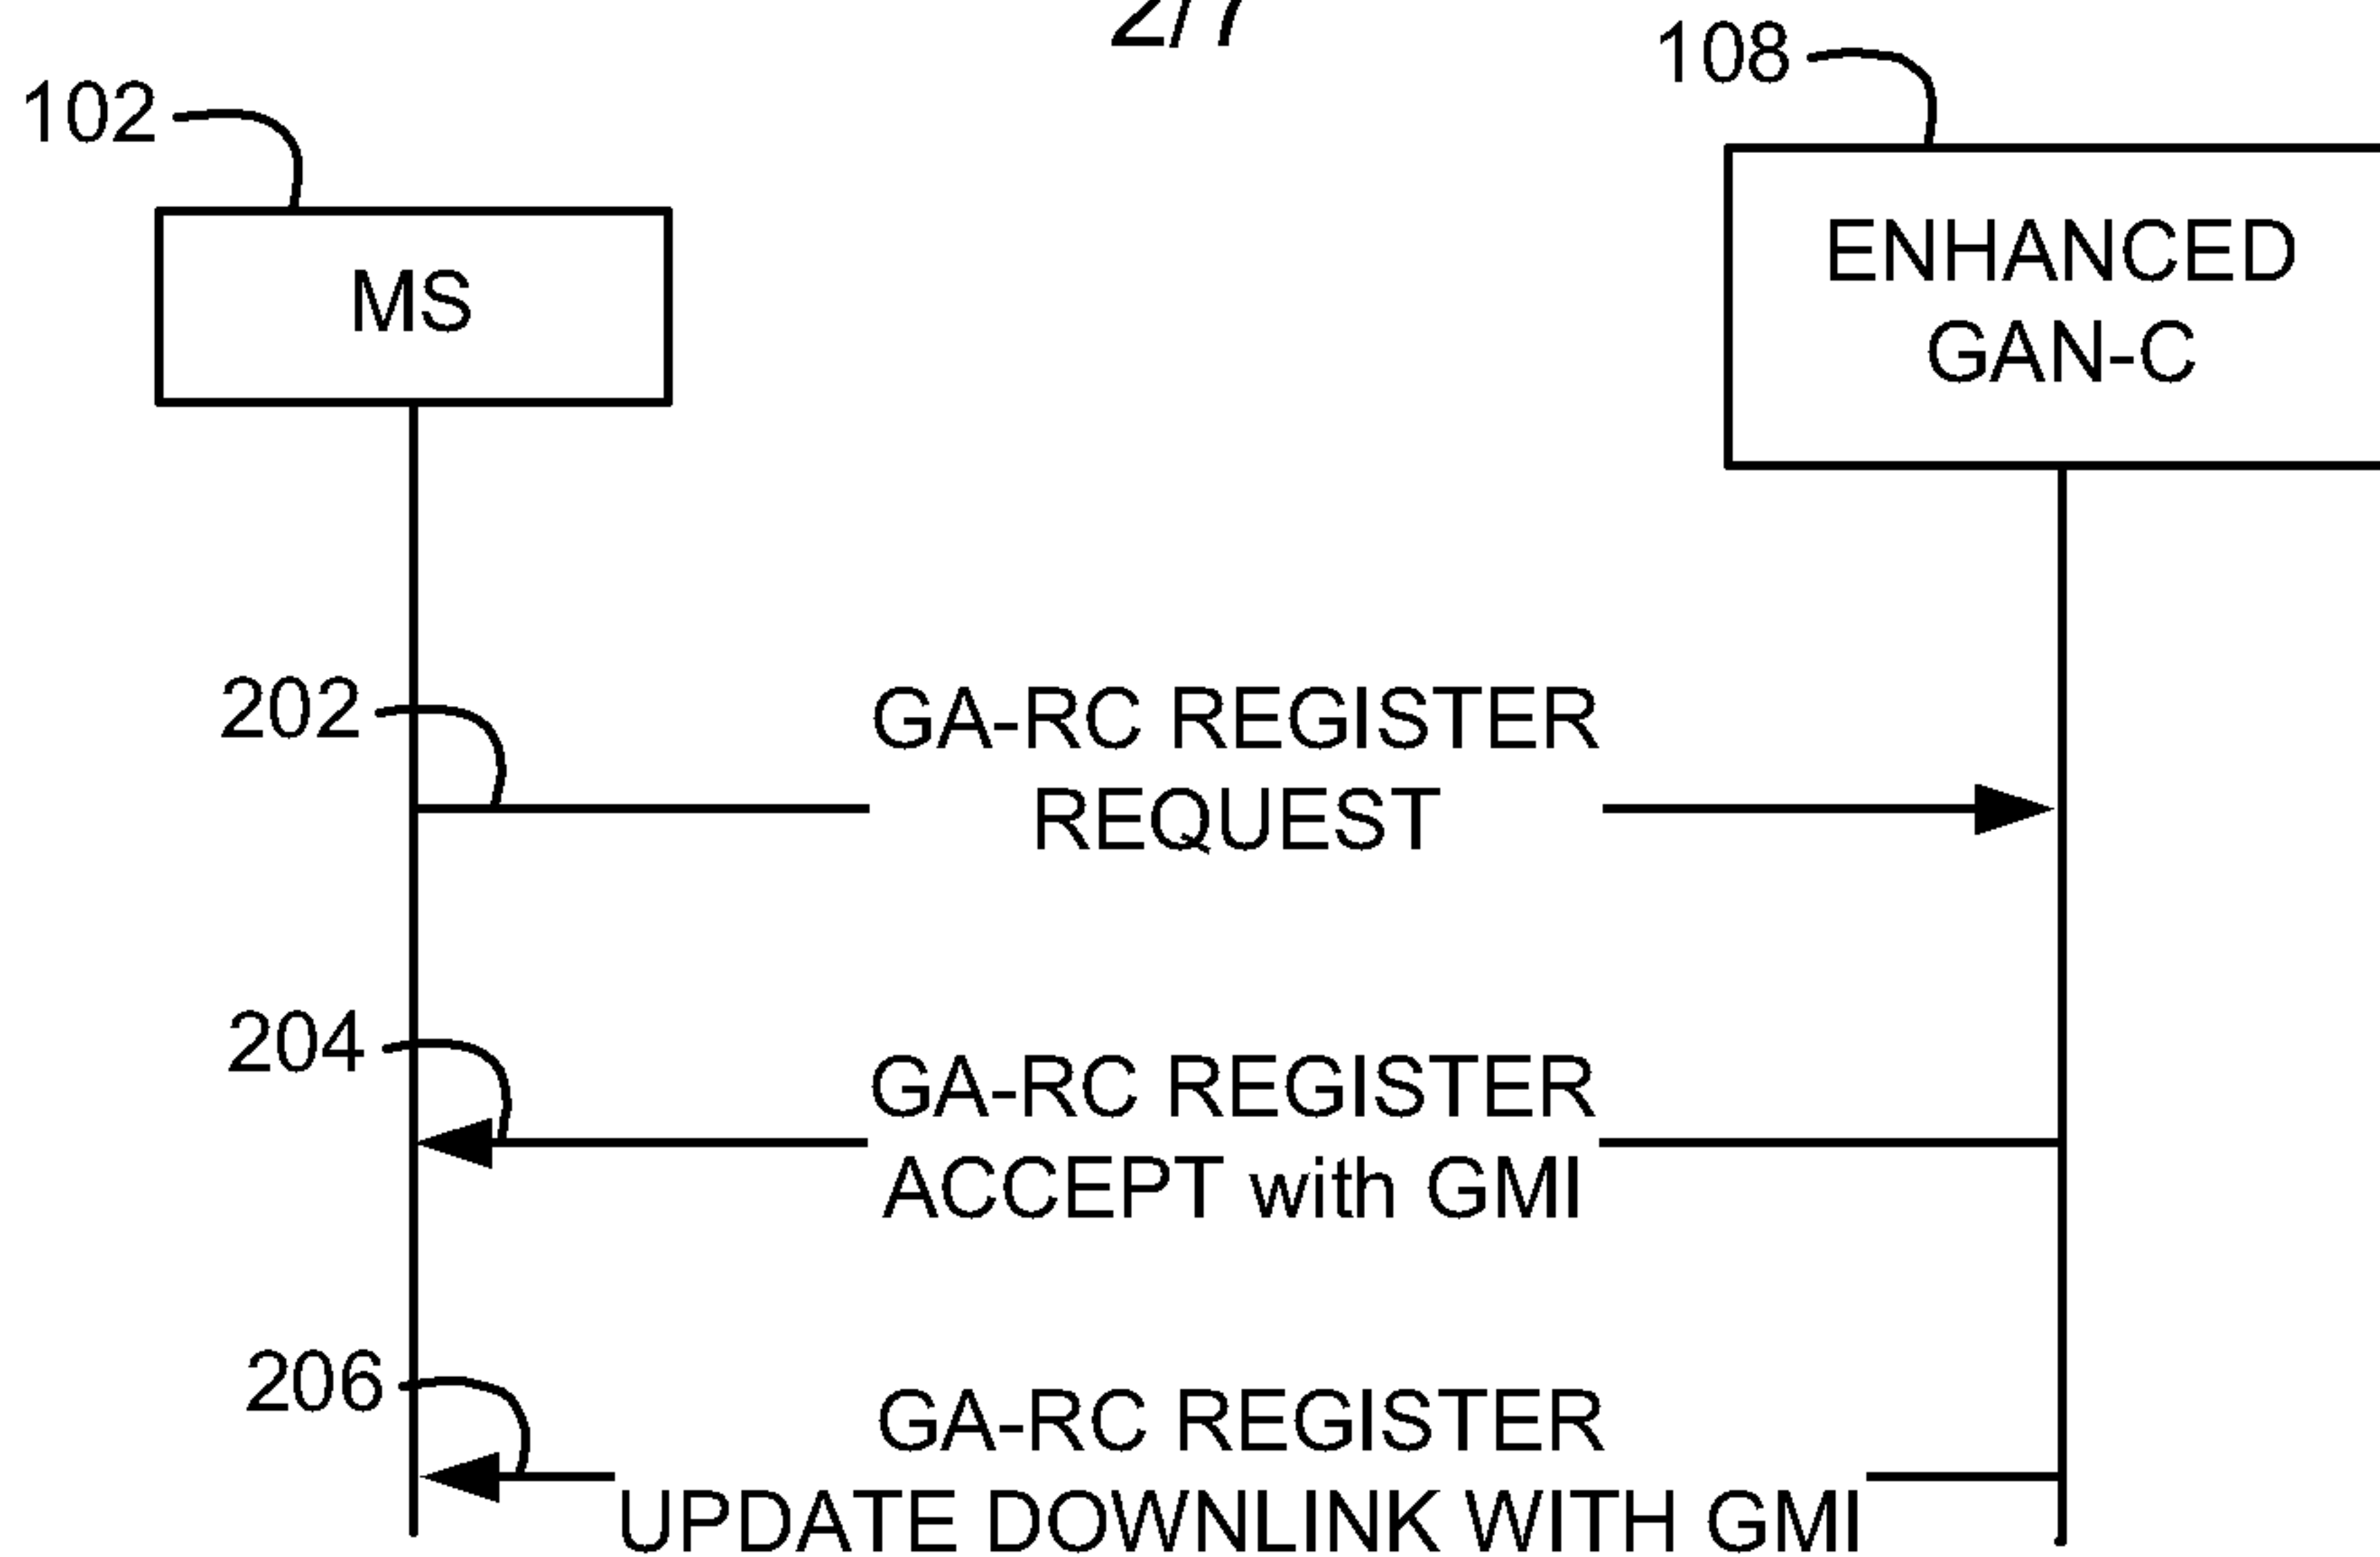 2/7
108
102
ENHANCED
GAN-C
MS
202
GA-RC REGISTER
REQUEST
204
GA-RC REGISTER
ACCEPT with GMI
206
GA-RC REGISTER
UPDATE DOWNLINK WITH GMI